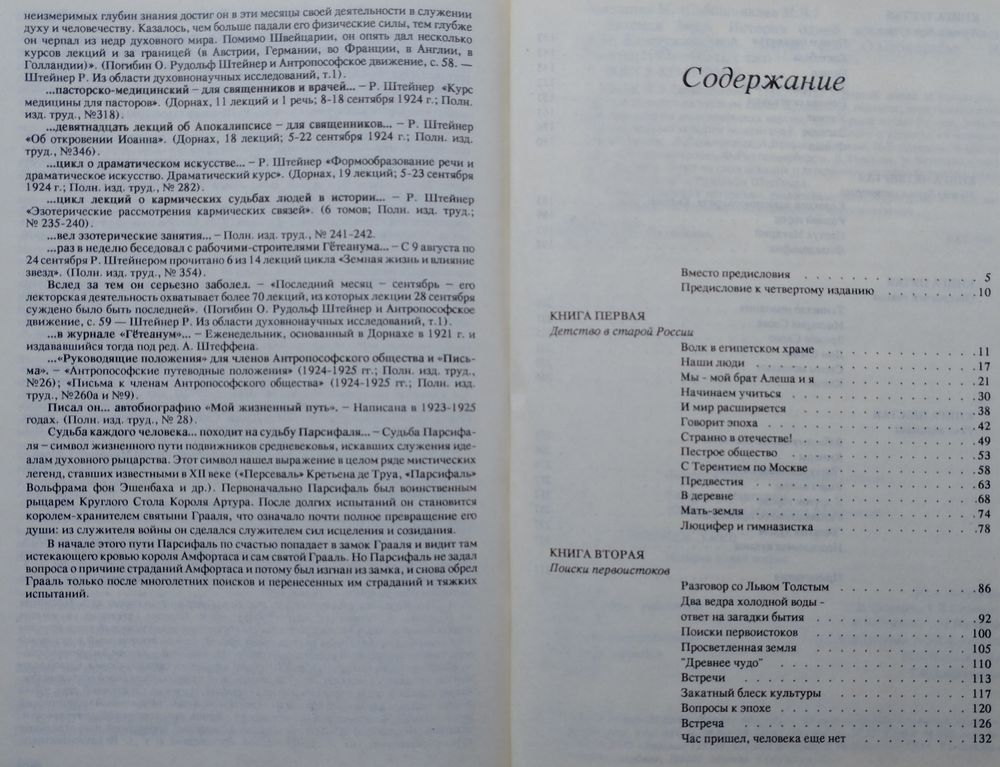 неизмеримых глубин знания достиг он в эти месяцы своей деятельности в служении
духу и человечеству. Казалось, чем больше падали его физические силы, тем глубже
он черпал из недр духовного мира. Помимо Швейцарии, он опять дал несколько
курсов лекций и за границей (в Австрии, Германии, во Франции, в Англии, в
Голландии)». (Погибин О. Рудольф Штейнер и Антропософское движение, с. 58. —
Штейнер Р. Из области духовнонаучных исследований, т.1).
...пасторско-медицинский – для священников и врачей... – Р. Штейнер «Курс
медицины для пасторов». (Дорнах, 11 лекций и 1 речь; 8-18 сентября 1924 г.; Полн.
изд. труд., №318).
...девятнадцать лекций об Апокалипсисе – для священников... – Р. Штейнер
«Об откровении Иоанна». (Дорнах, 18 лекций; 5-22 сентября 1924 г.; Полн. изд.
труд., №346).
...цикл о драматическом искусстве... – Р. Штейнер «Формообразование речи и
драматическое искусство. Драматический курс». (Дорнах, 19 лекций; 5-23 сентября
1924 г.; Полн. изд. труд., № 282).
...цикл лекций о кармических судьбах людей в истории... – Р. Штейнер
«Эзотерические рассмотрения кармических связей». (6 томов; Полн. изд. труд.;
№ 235-240).
...вел эзотерические занятия... – Полн. изд. труд., № 241-242.
...раз в неделю беседовал с рабочими-строителями Гётеанума... – С 9 августа по
24 сентября Р. Штейнером прочитано 6 из 14 лекций цикла «Земная жизнь и влияние
звезд». (Полн. изд. труд., № 354).
Вслед за тем он серьезно заболел. – «Последний месяц – сентябрь – его
лекторская деятельность охватывает более 70 лекций, из которых лекции 28 сентября
суждено было быть последней». (Погибин О. Рудольф Штейнер и Антропософское
движение, с. 59 — Штейнер Р. Из области духовнонаучных исследований, т.1).
...в журнале «Гётеанум»... – Еженедельник, основанный в Дорнахе в 1921 г. и
издававшийся тогда под ред. А. Штеффена.
...«Руководящие положения» для членов Антропософского общества и «Пись-
ма». – «Антропософские путеводные положения» (1924-1925 гг.; Полн. изд. труд.,
№26); «Письма к членам Антропософского общества» (1924-1925 гг.; Полн. изд.
труд., №260а и №9).
Писал он... автобиографию «Мой жизненный путь». – Написана в 1923-1925
годах. (Полн. изд. труд., № 28).
Судьба каждого человека... походит на судьбу Парсифаля... – Судьба Парсифа-
ля – символ жизненного пути подвижников средневековья, искавших служения иде-
алам духовного рыцарства. Этот символ нашел выражение в целом ряде мистических
легенд, ставших известными в XII веке («Персеваль» Кретьена де Труа, «Парсифаль»
Вольфрама фон Эшенбаха и др.). Первоначально Парсифаль был воинственным
рыцарем Круглого Стола Короля Артура. После долгих испытаний он становится
королем-хранителем святыни Грааля, что означало почти полное превращение его
души: из служителя войны он сделался служителем сил исцеления и созидания.
В начале этого пути Парсифаль по счастью попадает в замок Грааля и видит там
истекающего кровью короля Амфортаса и сам святой Грааль. Но Парсифаль не задал
вопроса о причине страданий Амфортаса и потому был изгнан из замка, и снова обрел
Грааль только после многолетних поисков и перенесенных им страданий и тяжких
испытаний.
Содержание
Вместо предисловия . . . . . . . . . . . 5
Предисловие к четвертому изданию . . . . . . 10
КНИГА ПЕРВАЯ
Детство в старой России
Волк в египетском храме . . . . . . . . . . 11
Наши люди . . . . . . . . . . . . . . 17
Мы - мой брат Алеша и я . . . . . . . . . . 21
Начинаем учиться . . . . . . . . . . . . 30
И мир расширяется . . . . . . . . . . . . 38
Говорит эпоха . . . . . . . . . . . . . 42
Странно в отечестве! . . . . . . . . . . . 49
Пестрое общество . . . . . . . . . . . . 53
С Терентием по Москве . . . . . . . . . . 58
Предвестия . . . . . . . . . . . . . . 63
В деревне . . . . . . . . . . . . . . 68
Мать-земля . . . . . . . . . . . . . . 74
Люцифер и гимназистка . . . . . . . . . . 78
КНИГА ВТОРАЯ
Поиски первоистоков
Разговор со Львом Толстым . . . . . . . . . 86
Два ведра холодной воды -
ответ на загадки бытия . . . . . . . . . . 92
Поиски первоистоков . . . . . . . . . . . 100
Просветленная земля . . . . . . . . . . . 105
"Древнее чудо" . . . . . . . . . . . . . 110
Встречи . . . . . . . . . . . . . . . 113
Закатный блеск культуры . . . . . . . . . . 117
Вопросы к эпохе . . . . . . . . . . . . 120
Встреча . . . . . . . . . . . . . . . 126
Час пришел, человека еще нет . . . . . . . . 132